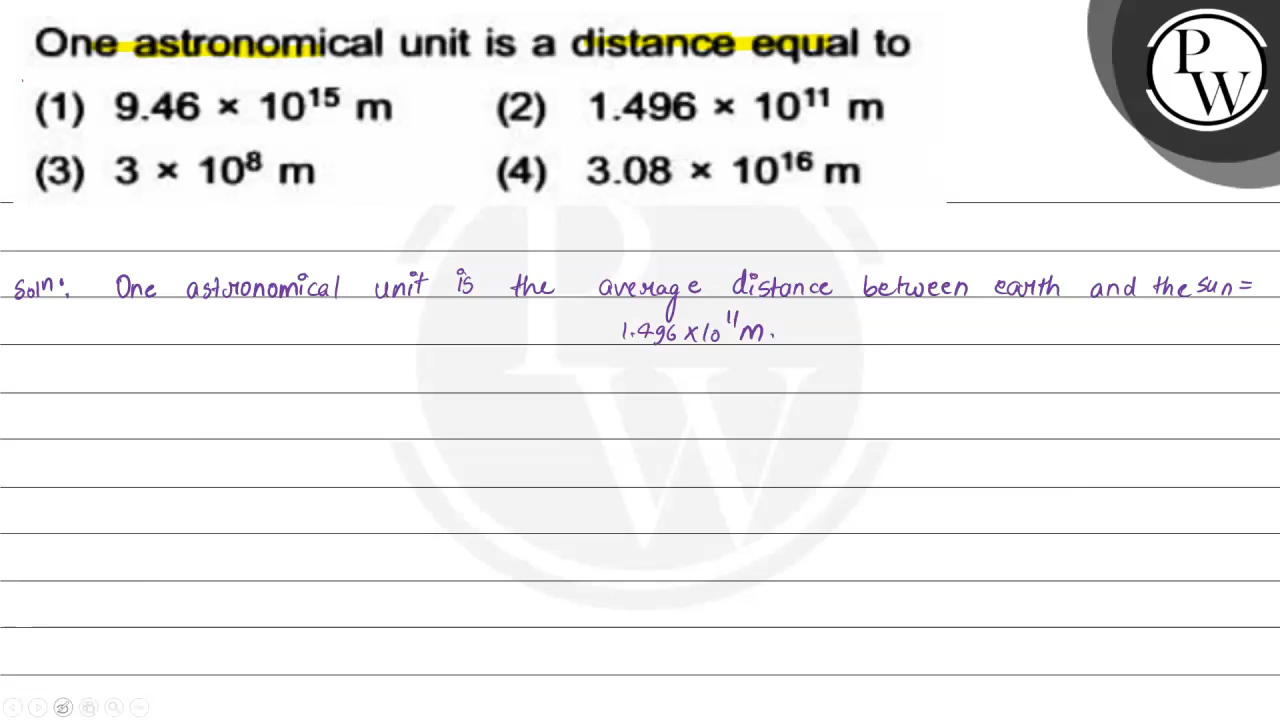 One astronomical unit is a distance equal to
(1) 9.46 × 10¹⁵ m (2) 1.496 × 10¹¹ m
(3) 3 × 10⁸ m (4) 3.08 × 10¹⁶ m
PW
Soln: One astronomical unit is the average distance between earth and the sun =
1.496 × 10¹¹ m.
PW